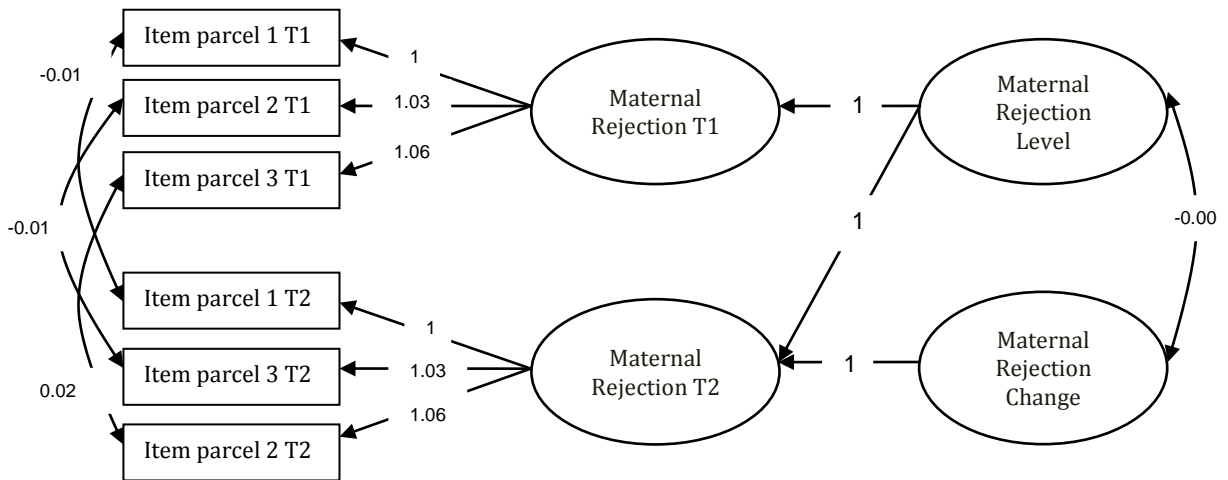 Item parcel 1 T1
Item parcel 2 T1
Item parcel 3 T1
Item parcel 1 T2
Item parcel 3 T2
Item parcel 2 T2
-0.01
-0.01
0.02
1
1.03
1.06
1
1.03
1.06
Maternal
Rejection T1
Maternal
Rejection T2
1
1
1
Maternal
Rejection
Level
Maternal
Rejection
Change
-0.00